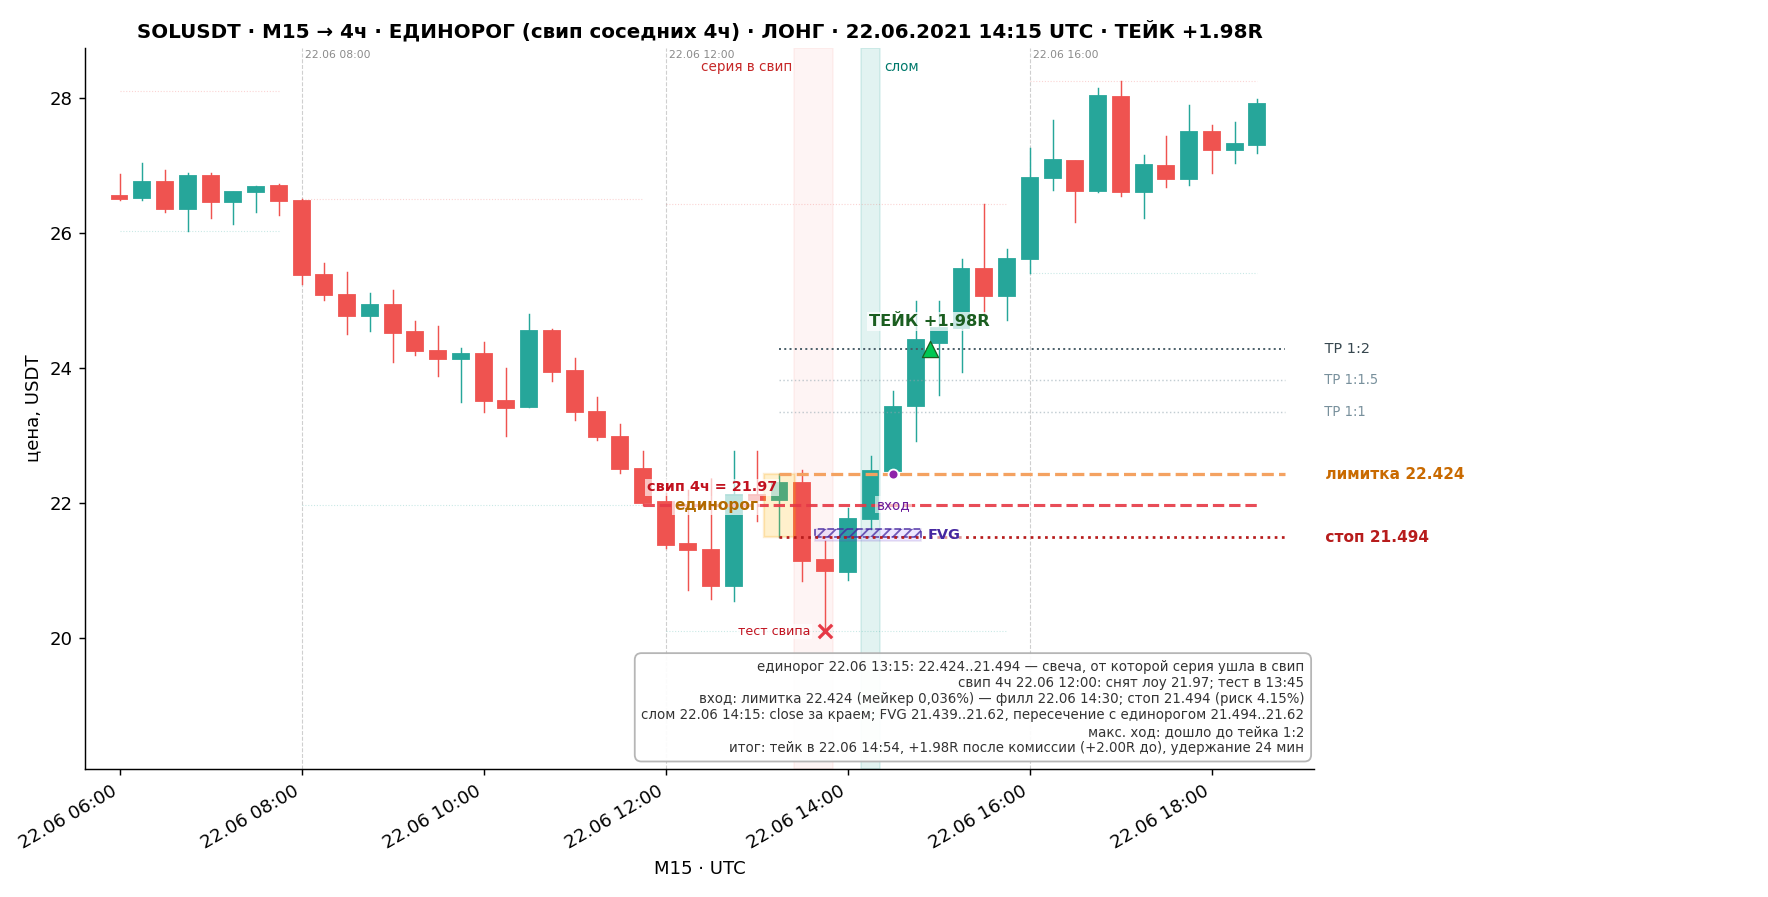 SOLUSDT · M15 → 4ч · ЕДИНОРОГ (свип соседних 4ч) · ЛОНГ · 22.06.2021 14:15 UTC · ТЕЙК +1.98R
22.06 08:00
22.06 12:00
22.06 16:00
серия в свип
слом
28
26
24
22
20
цена, USDT
ТЕЙК +1.98R
TP 1:2
TP 1:1.5
TP 1:1
лимитка 22.424
свип 4ч = 21.97
единорог
вход
FVG
стоп 21.494
тест свипа
единорог 22.06 13:15: 22.424..21.494 — свеча, от которой серия ушла в свип
свип 4ч 22.06 12:00: снят лоу 21.97; тест в 13:45
вход: лимитка 22.424 (мейкер 0,036%) — филл 22.06 14:30; стоп 21.494 (риск 4.15%)
слом 22.06 14:15: close за краем; FVG 21.439..21.62, пересечение с единорогом 21.494..21.62
макс. ход: дошло до тейка 1:2
итог: тейк в 22.06 14:54, +1.98R после комиссии (+2.00R до), удержание 24 мин
22.06 06:00
22.06 08:00
22.06 10:00
22.06 12:00
22.06 14:00
22.06 16:00
22.06 18:00
M15 · UTC